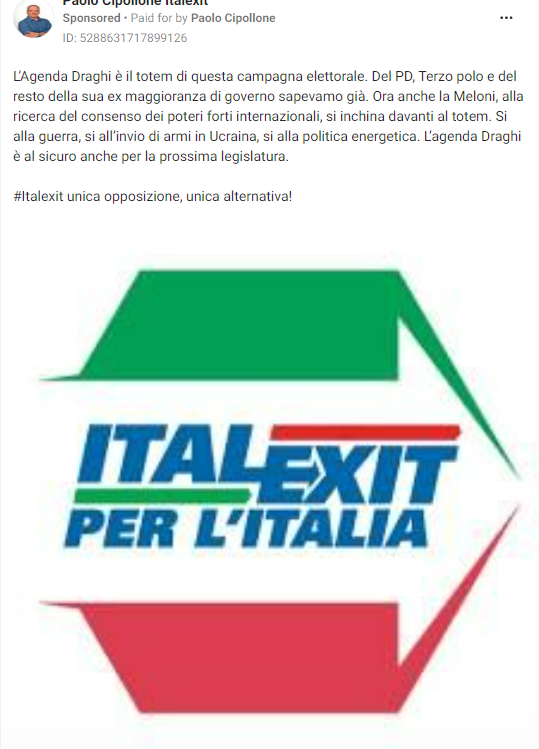 Paolo Cipollone Italexit
Sponsored • Paid for by Paolo Cipollone
ID: 5288631717899126
L'Agenda Draghi è il totem di questa campagna elettorale. Del PD, Terzo polo e del
resto della sua ex maggioranza di governo sapevamo già. Ora anche la Meloni, alla
ricerca del consenso dei poteri forti internazionali, si inchina davanti al totem. Si
alla guerra, si all'invio di armi in Ucraina, si alla politica energetica. L'agenda Draghi
è al sicuro anche per la prossima legislatura.
#Italexit unica opposizione, unica alternativa!
ITALEXIT
PER L'ITALIA